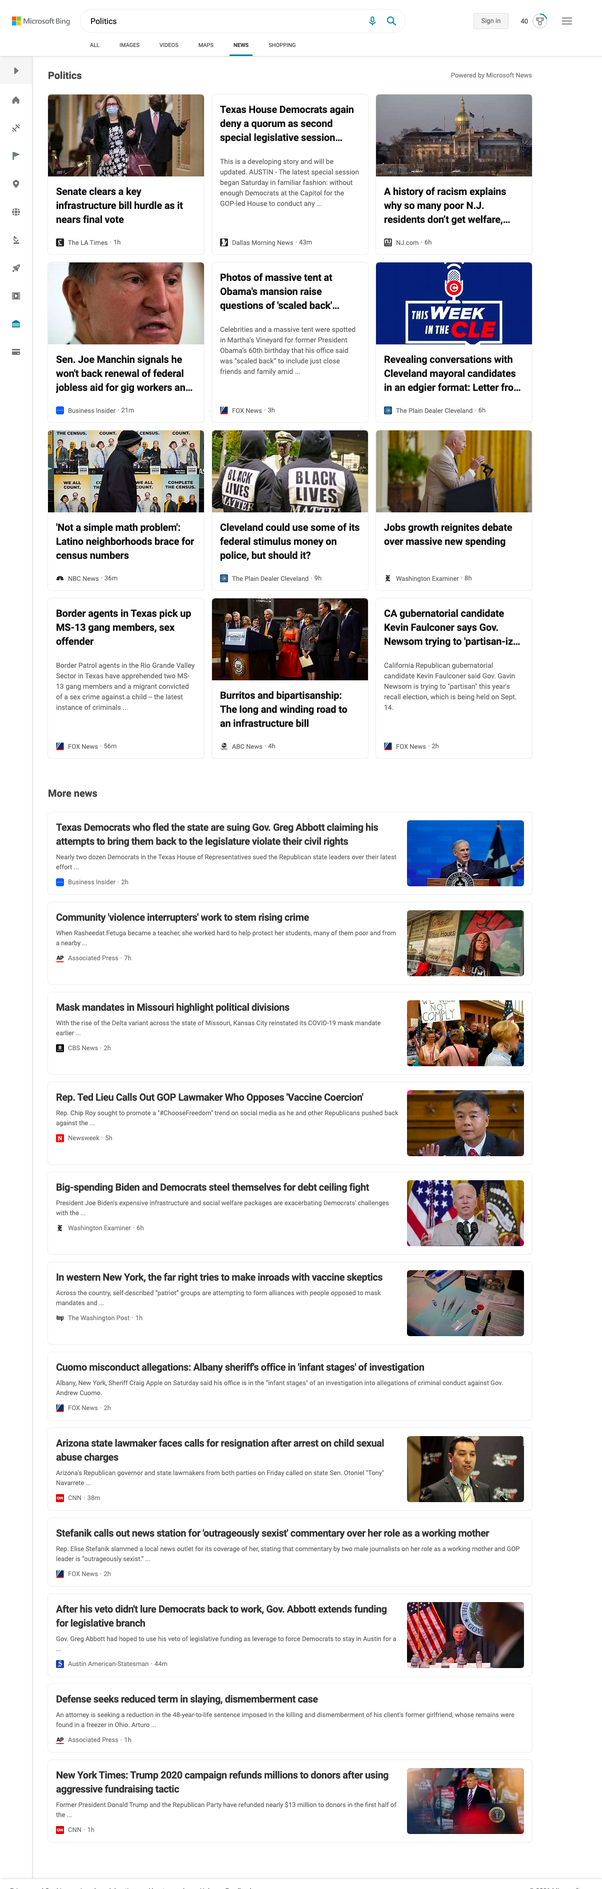 Microsoft Bing
Politics
Sign in
40
ALL
IMAGES
VIDEOS
MAPS
NEWS
SHOPPING
Politics
Powered by Microsoft News
Senate clears a key
infrastructure bill hurdle as it
nears final vote
The LA Times · 1h
Texas House Democrats again
deny a quorum as second
special legislative session...
This is a developing story and will be
updated. AUSTIN - The latest special session
began Saturday in familiar fashion: without
enough Democrats at the Capitol for the
GOP-led House to conduct any ...
Dallas Morning News · 43m
A history of racism explains
why so many poor N.J.
residents don't get welfare,...
NJ.com · 6h
Sen. Joe Manchin signals he
won't back renewal of federal
jobless aid for gig workers an...
Business Insider · 21m
Photos of massive tent at
Obama's mansion raise
questions of 'scaled back'...
Celebrities and a massive tent were spotted
in Martha's Vineyard for former President
Obama's 60th birthday that his office said
was "scaled back" to include just close
friends and family amid ...
FOX News · 3h
THIS WEEK
IN THE CLE
Revealing conversations with
Cleveland mayoral candidates
in an edgier format: Letter fro...
The Plain Dealer Cleveland · 6h
'Not a simple math problem':
Latino neighborhoods brace for
census numbers
NBC News · 36m
BLACK
LIVES
MATTER
BLACK
LIVES
MATTER
Cleveland could use some of its
federal stimulus money on
police, but should it?
The Plain Dealer Cleveland · 9h
Jobs growth reignites debate
over massive new spending
Washington Examiner · 8h
Border agents in Texas pick up
MS-13 gang members, sex
offender
Border Patrol agents in the Rio Grande Valley
Sector in Texas have apprehended two MS-
13 gang members and a migrant convicted
of a sex crime against a child – the latest
instance of criminals ...
FOX News · 56m
Burritos and bipartisanship:
The long and winding road to
an infrastructure bill
ABC News · 4h
CA gubernatorial candidate
Kevin Faulconer says Gov.
Newsom trying to 'partisan-iz...
California Republican gubernatorial
candidate Kevin Faulconer said Gov. Gavin
Newsom is trying to "partisan" this year's
recall election, which is being held on Sept.
14.
FOX News · 2h
More news
Texas Democrats who fled the state are suing Gov. Greg Abbott claiming his
attempts to bring them back to the legislature violate their civil rights
Nearly two dozen Democrats in the Texas House of Representatives sued the Republican state leaders over their latest
effort ...
Business Insider · 2h
Community 'violence interrupters' work to stem rising crime
When Rasheedat Fetuga became a teacher, she worked hard to help protect her students, many of them poor and from
a nearby ...
Associated Press · 7h
Mask mandates in Missouri highlight political divisions
With the rise of the Delta variant across the state of Missouri, Kansas City reinstated its COVID-19 mask mandate
earlier ...
CBS News · 2h
Rep. Ted Lieu Calls Out GOP Lawmaker Who Opposes 'Vaccine Coercion'
Rep. Chip Roy sought to promote a "#ChooseFreedom" trend on social media as he and other Republicans pushed back
against the ...
Newsweek · 5h
Big-spending Biden and Democrats steel themselves for debt ceiling fight
President Joe Biden's expensive infrastructure and social welfare packages are exacerbating Democrats' challenges
with the ...
Washington Examiner · 6h
In western New York, the far right tries to make inroads with vaccine skeptics
Across the country, self-described "patriot" groups are attempting to form alliances with people opposed to mask
mandates and ...
The Washington Post · 1h
Cuomo misconduct allegations: Albany sheriff's office in 'infant stages' of investigation
Albany, New York, Sheriff Craig Apple on Saturday said his office is in the "infant stages" of an investigation into allegations of criminal conduct against Gov.
Andrew Cuomo.
FOX News · 2h
Arizona state lawmaker faces calls for resignation after arrest on child sexual
abuse charges
Arizona's Republican governor and state lawmakers from both parties on Friday called on state Sen. Otoniel "Tony"
Navarrete ...
CNN · 38m
Stefanik calls out news station for 'outrageously sexist' commentary over her role as a working mother
Rep. Elise Stefanik slammed a local news outlet for its coverage of her, stating that commentary by two male journalists on her role as a working mother and GOP
leader is "outrageously sexist." ...
FOX News · 2h
After his veto didn't lure Democrats back to work, Gov. Abbott extends funding
for legislative branch
Gov. Greg Abbott had hoped to use his veto of legislative funding as leverage to force Democrats to stay in Austin for a
...
Austin American-Statesman · 44m
Defense seeks reduced term in slaying, dismemberment case
An attorney is seeking a reduction in the 48-year-to-life sentence imposed in the killing and dismemberment of his client's former girlfriend, whose remains were
found in a freezer in Ohio. Arturo ...
Associated Press · 1h
New York Times: Trump 2020 campaign refunds millions to donors after using
aggressive fundraising tactic
Former President Donald Trump and the Republican Party have refunded nearly $13 million to donors in the first half of
the ...
CNN · 1h